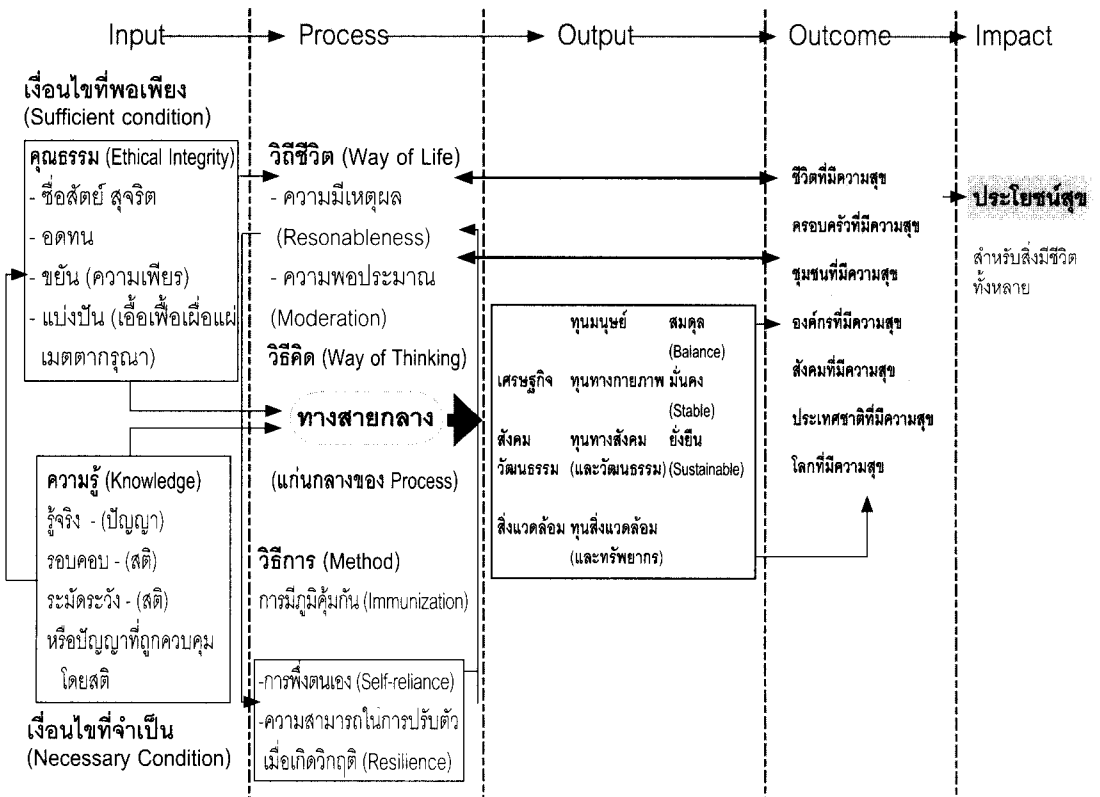 Input Process Output Outcome Impact
เงื่อนไขที่พอเพียง
(Sufficient condition)
คุณธรรม (Ethical Integrity)
- ซื่อสัตย์ สุจริต
- อดทน
- ขยัน (ความเพียร)
- แบ่งปัน (เอื้อเฟื้อเผื่อแผ่
เมตตากรุณา)
ความรู้ (Knowledge)
รู้จริง - (ปัญญา)
รอบคอบ - (สติ)
ระมัดระวัง - (สติ)
หรือปัญญาที่ถูกควบคุม
โดยสติ
เงื่อนไขที่จำเป็น
(Necessary Condition)
วิถีชีวิต (Way of Life)
- ความมีเหตุผล
(Resonableness)
- ความพอประมาณ
(Moderation)
วิธีคิด (Way of Thinking)
ทางสายกลาง
(แก่นกลางของ Process)
วิธีการ (Method)
การมีภูมิคุ้มกัน (Immunization)
-การพึ่งตนเอง (Self-reliance)
-ความสามารถในการปรับตัว
เมื่อเกิดวิกฤติ (Resilience)
ทุนมนุษย์ สมดุล
(Balance)
เศรษฐกิจ ทุนทางกายภาพ มั่นคง
(Stable)
สังคม ทุนทางสังคม ยั่งยืน
วัฒนธรรม (และวัฒนธรรม) (Sustainable)
สิ่งแวดล้อม ทุนสิ่งแวดล้อม
(และทรัพยากร)
ชีวิตที่มีความสุข
ครอบครัวที่มีความสุข
ชุมชนที่มีความสุข
องค์กรที่มีความสุข
สังคมที่มีความสุข
ประเทศชาติที่มีความสุข
โลกที่มีความสุข
ประโยชน์สุข
สำหรับสิ่งมีชีวิต
ทั้งหลาย